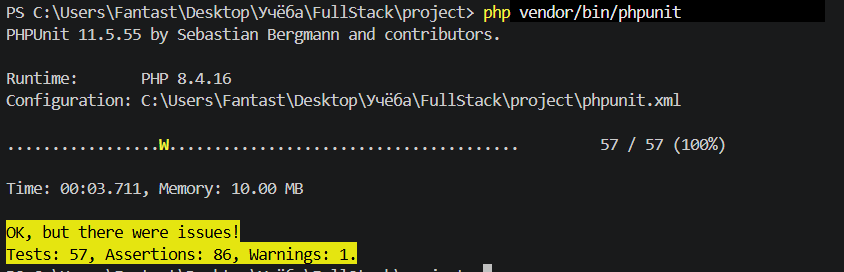 PS C:\Users\Fantast\Desktop\Учёба\FullStack\project> php vendor/bin/phpunit
PHPUnit 11.5.55 by Sebastian Bergmann and contributors.
Runtime:       PHP 8.4.16
Configuration: C:\Users\Fantast\Desktop\Учёба\FullStack\project\phpunit.xml
.................W.......................................         57 / 57 (100%)
Time: 00:03.711, Memory: 10.00 MB
OK, but there were issues!
Tests: 57, Assertions: 86, Warnings: 1.